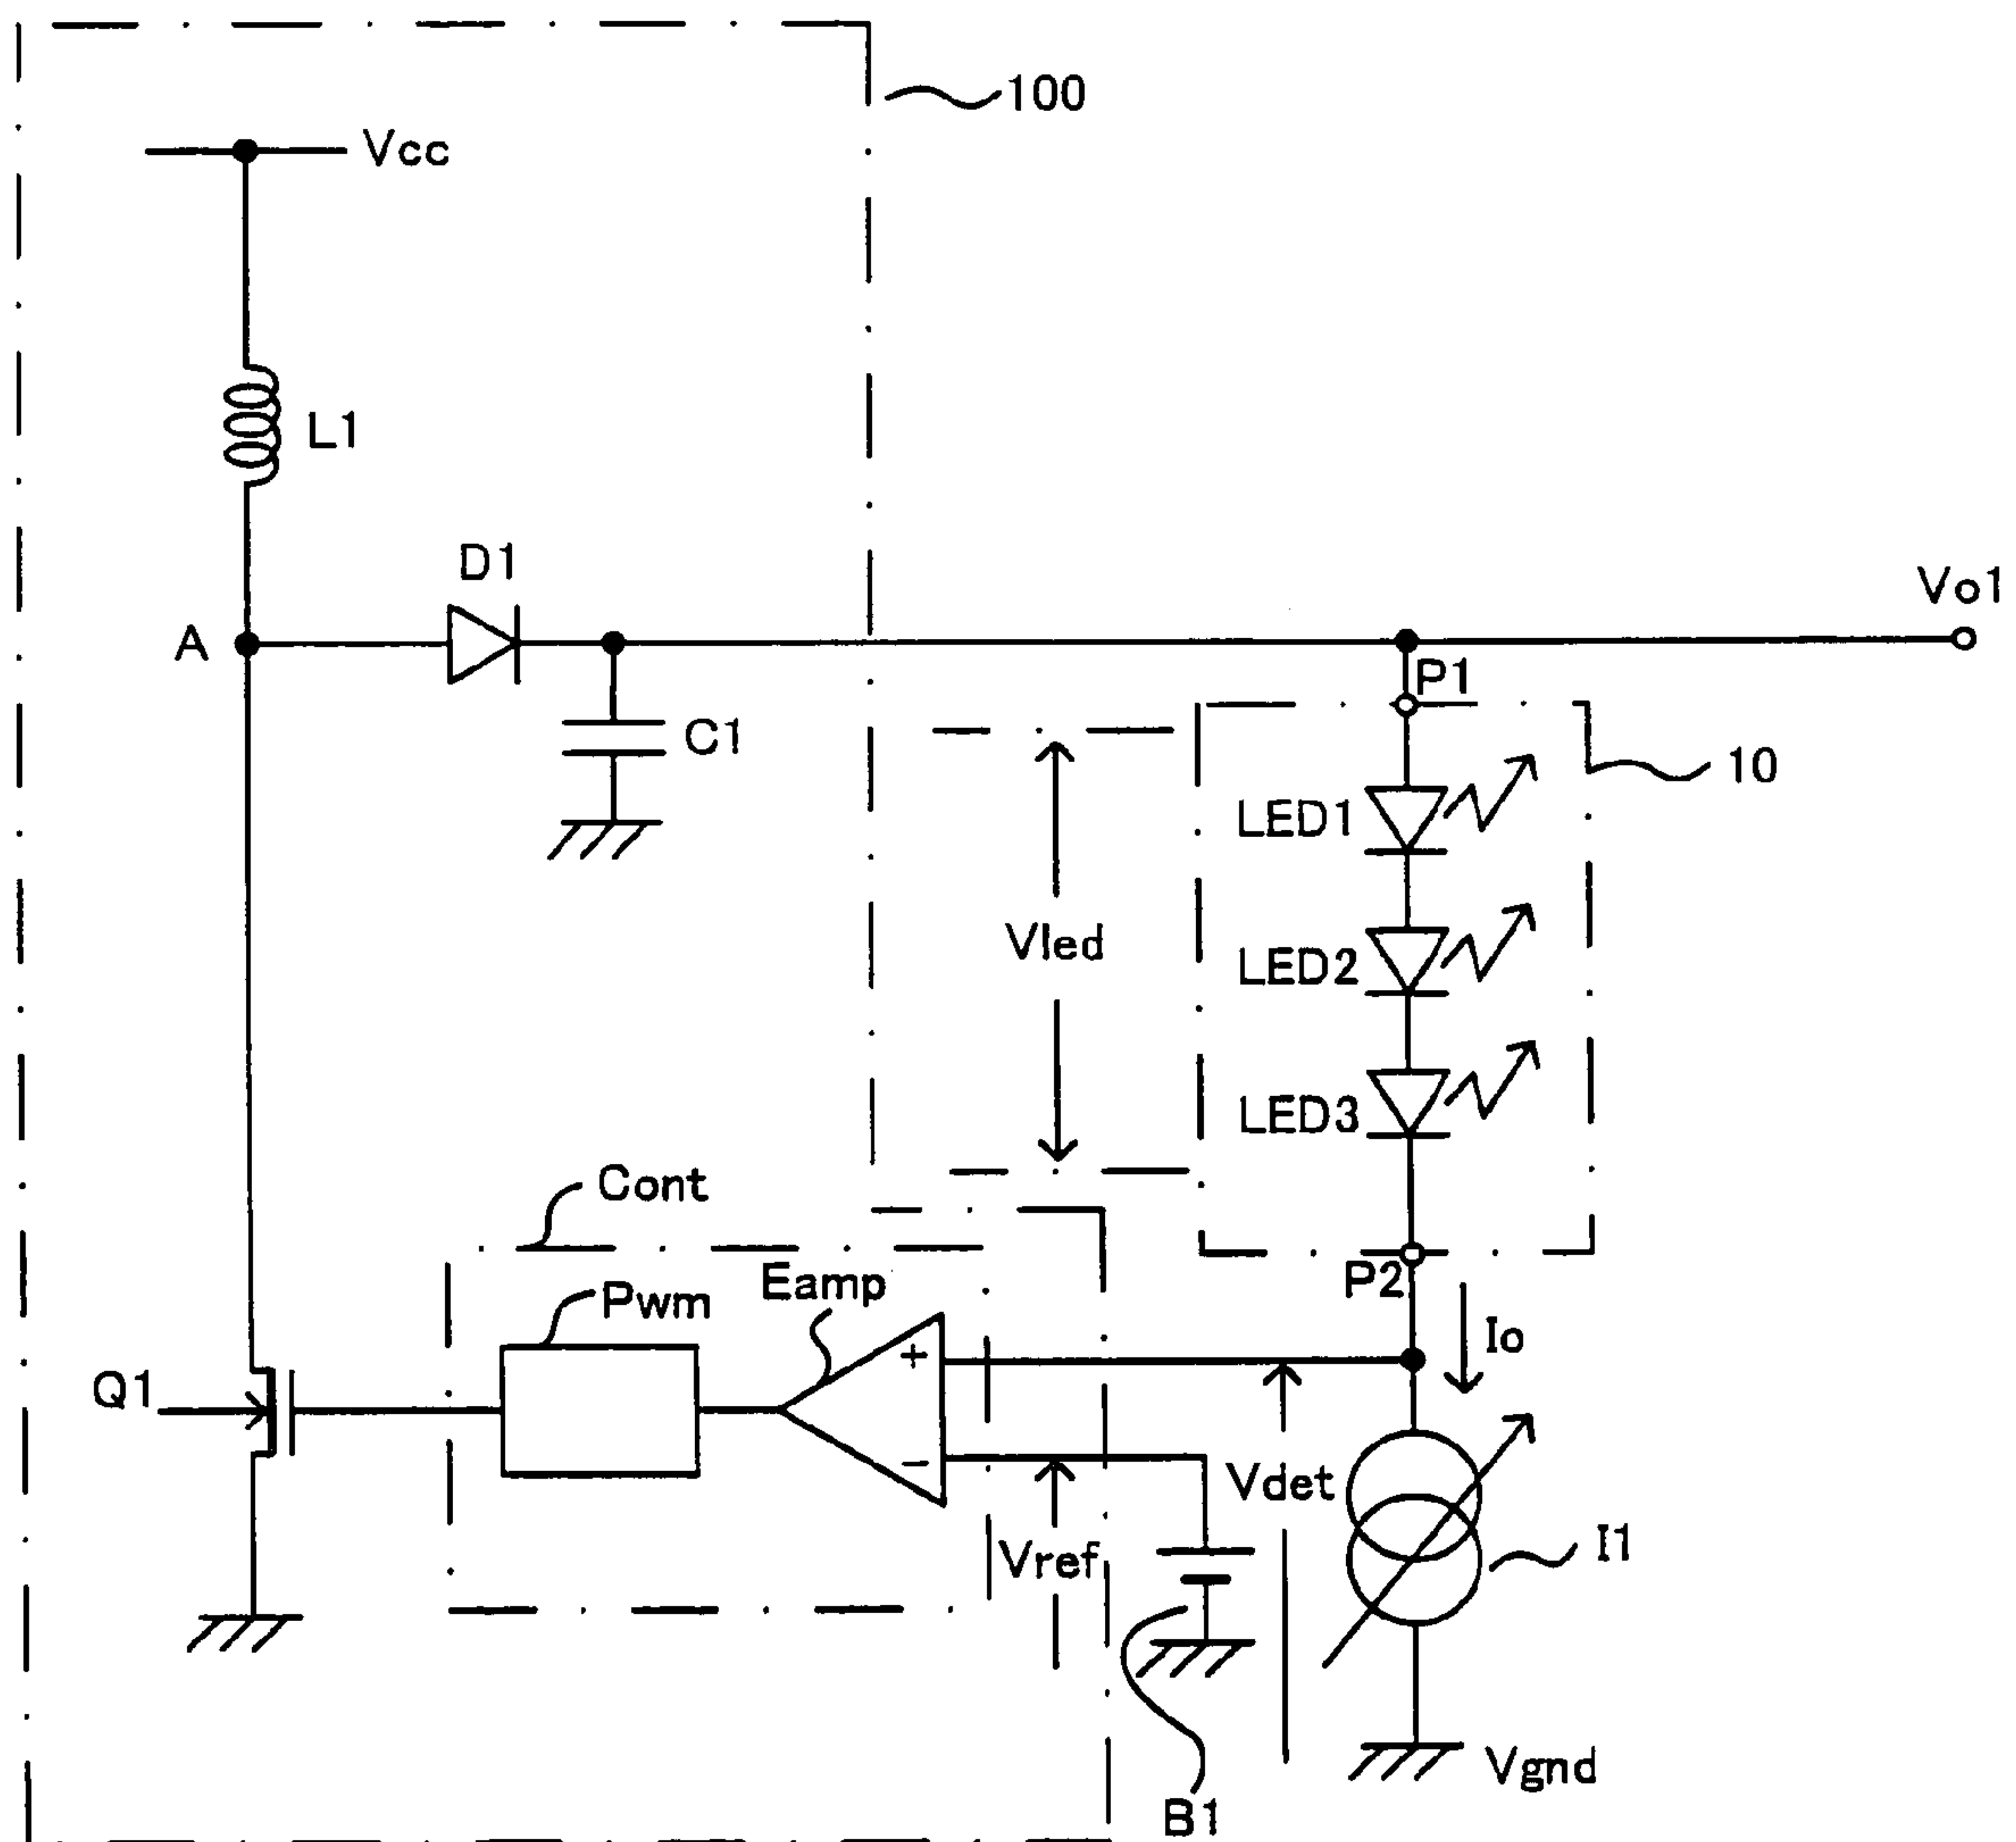 100
Vcc
L1
D1
A
Vo1
P1
C1
10
LED1
Vled
LED2
LED3
Cont
Eamp
P2
Pwm
Io
+
Q1
−
Vdet
Vref
I1
Vgnd
B1